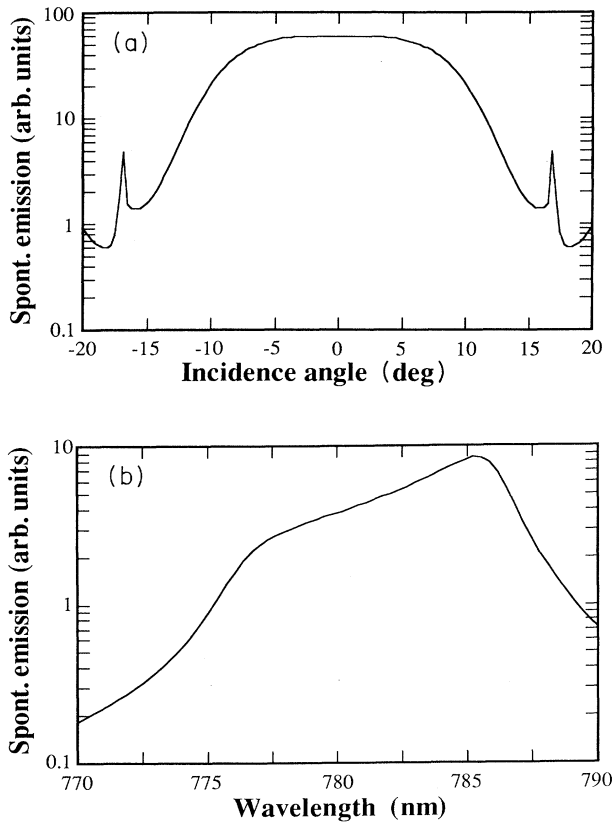 (a)
Spont. emission (arb. units)
100
10
1
0.1
-20 -15 -10 -5 0 5 10 15 20
Incidence angle (deg)
(b)
Spont. emission (arb. units)
10
1
0.1
770 775 780 785 790
Wavelength (nm)